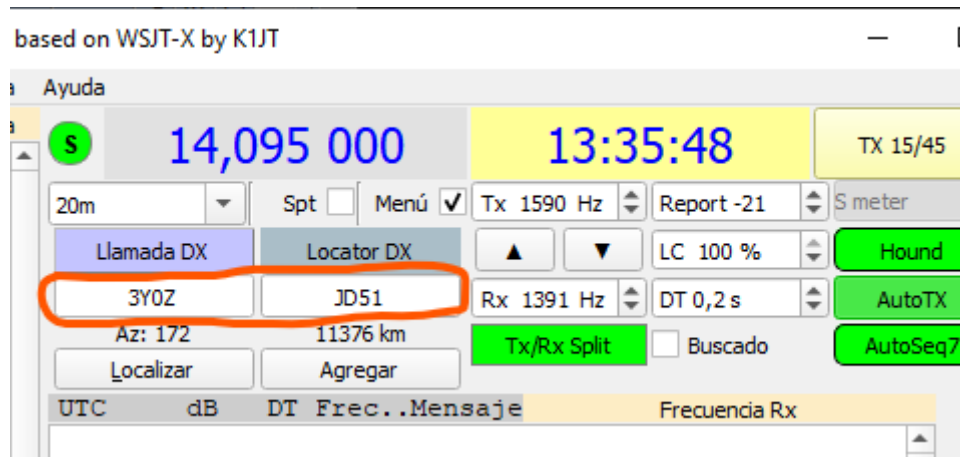 based on WSJT-X by K1JT
Ayuda
S 14,095 000 13:35:48 TX 15/45
20m Spt Menú Tx 1590 Hz Report -21 S meter
Llamada DX Locator DX LC 100 % Hound
3Y0Z JD51 Rx 1391 Hz DT 0,2 s AutoTX
Az: 172 11376 km Tx/Rx Split Buscado AutoSeq7
Localizar Agregar
UTC dB DT Frec..Mensaje Frecuencia Rx